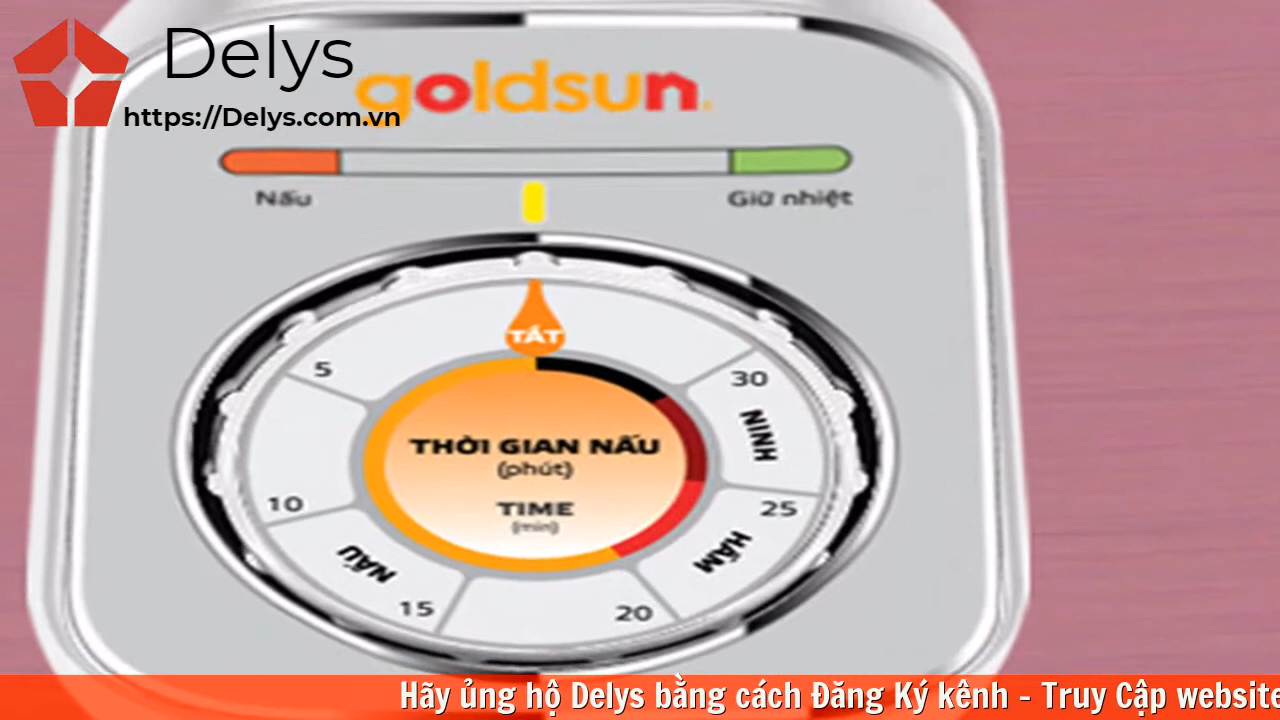 Delys
https://Delys.com.vn
goldsun
Nấu
Giữ nhiệt
TẮT
5
30
NINH
THỜI GIAN NẤU
(phút)
TIME
(min)
10
25
NẤU
HẦM
15
20
Hãy ủng hộ Delys bằng cách Đăng Ký kênh - Truy Cập website